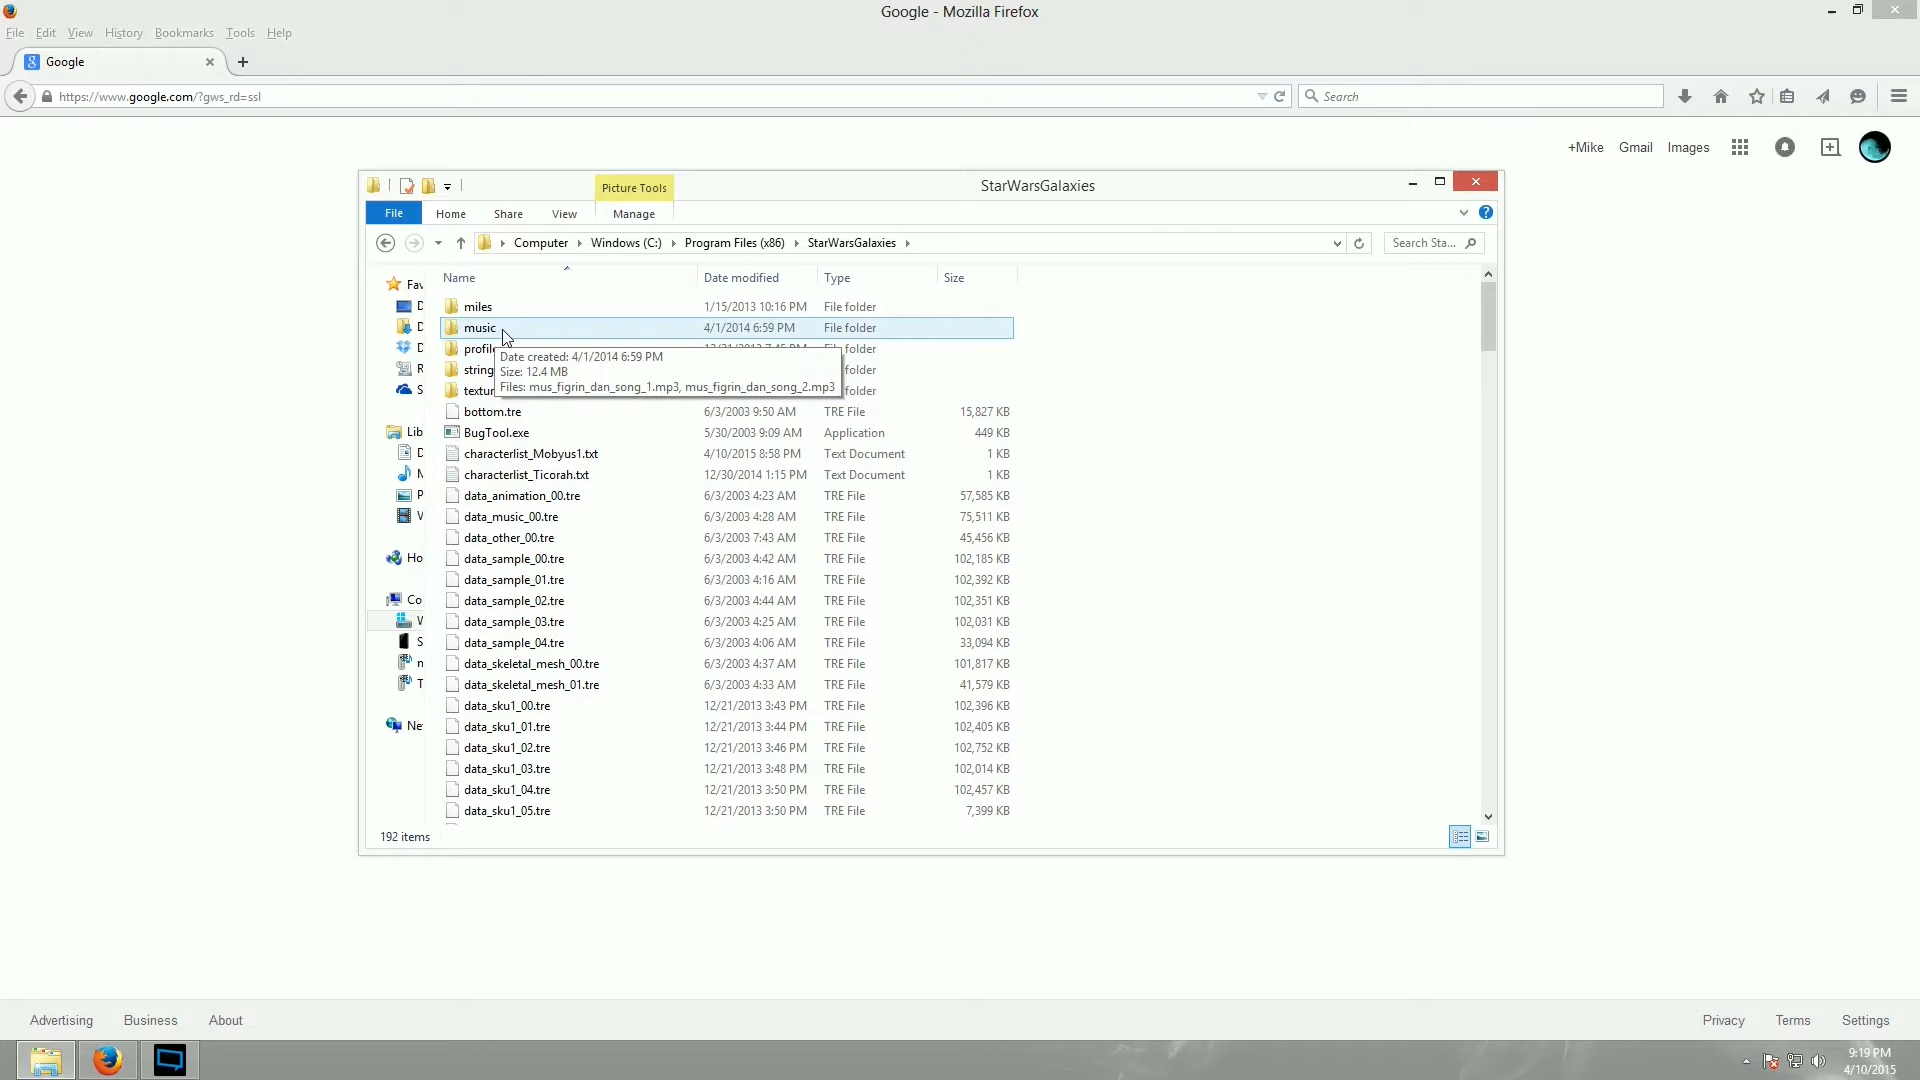 Google - Mozilla Firefox
File Edit View History Bookmarks Tools Help
Google
https://www.google.com/?gws_rd=ssl
Search
+Mike Gmail Images
Picture Tools
StarWarsGalaxies
File Home Share View Manage
Computer Windows (C:) Program Files (x86) StarWarsGalaxies
Search Sta...
Name Date modified Type Size
Fav
D
D
D
R
S
Lib
D
M
P
V
Ho
Co
W
S
n
T
Ne
miles 1/15/2013 10:16 PM File folder
music 4/1/2014 6:59 PM File folder
profile folder
string folder
textur folder
Date created: 4/1/2014 6:59 PM
Size: 12.4 MB
Files: mus_figrin_dan_song_1.mp3, mus_figrin_dan_song_2.mp3
bottom.tre 6/3/2003 9:50 AM TRE File 15,827 KB
BugTool.exe 5/30/2003 9:09 AM Application 449 KB
characterlist_Mobyus1.txt 4/10/2015 8:58 PM Text Document 1 KB
characterlist_Ticorah.txt 12/30/2014 1:15 PM Text Document 1 KB
data_animation_00.tre 6/3/2003 4:23 AM TRE File 57,585 KB
data_music_00.tre 6/3/2003 4:28 AM TRE File 75,511 KB
data_other_00.tre 6/3/2003 7:43 AM TRE File 45,456 KB
data_sample_00.tre 6/3/2003 4:42 AM TRE File 102,185 KB
data_sample_01.tre 6/3/2003 4:16 AM TRE File 102,392 KB
data_sample_02.tre 6/3/2003 4:44 AM TRE File 102,351 KB
data_sample_03.tre 6/3/2003 4:25 AM TRE File 102,031 KB
data_sample_04.tre 6/3/2003 4:06 AM TRE File 33,094 KB
data_skeletal_mesh_00.tre 6/3/2003 4:37 AM TRE File 101,817 KB
data_skeletal_mesh_01.tre 6/3/2003 4:33 AM TRE File 41,579 KB
data_sku1_00.tre 12/21/2013 3:43 PM TRE File 102,396 KB
data_sku1_01.tre 12/21/2013 3:44 PM TRE File 102,405 KB
data_sku1_02.tre 12/21/2013 3:46 PM TRE File 102,752 KB
data_sku1_03.tre 12/21/2013 3:48 PM TRE File 102,014 KB
data_sku1_04.tre 12/21/2013 3:50 PM TRE File 102,457 KB
data_sku1_05.tre 12/21/2013 3:50 PM TRE File 7,399 KB
192 items
Advertising Business About
Privacy Terms Settings
9:19 PM
4/10/2015